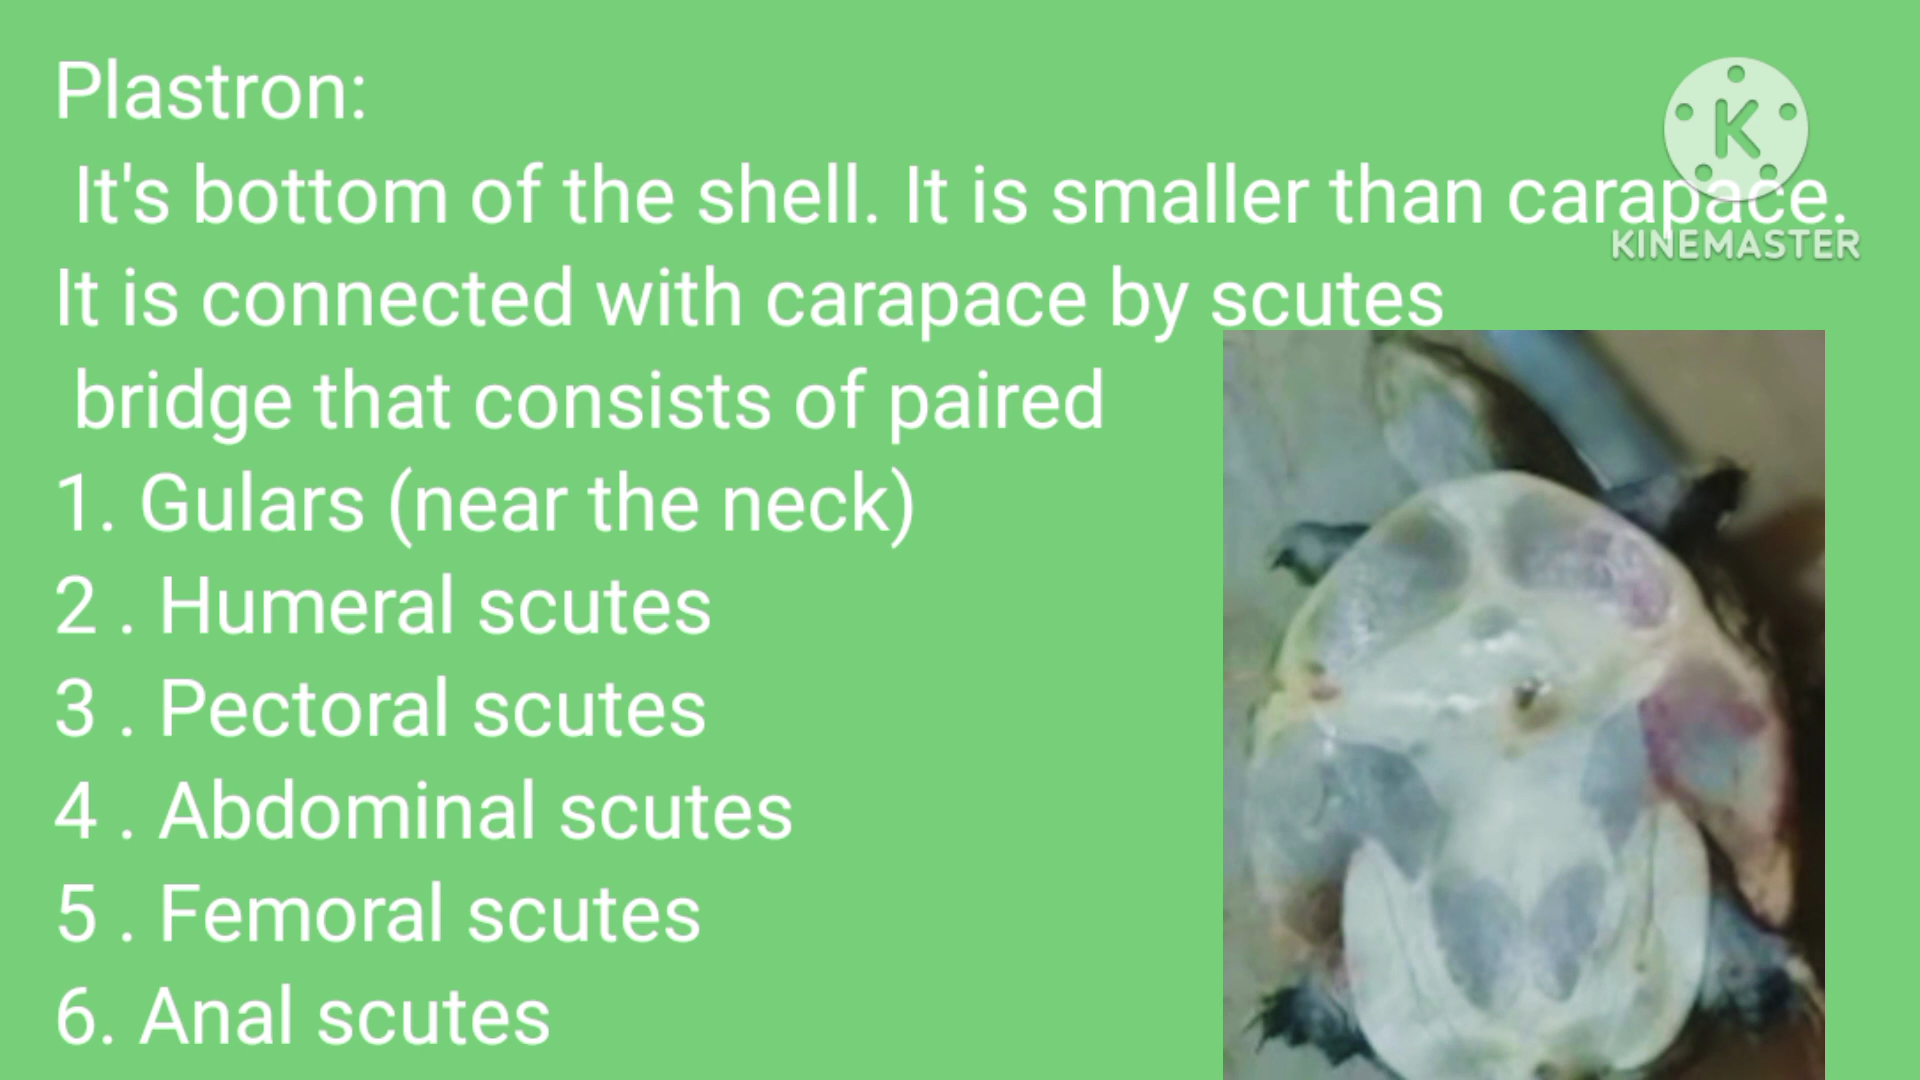 Plastron:
It's bottom of the shell. It is smaller than carapace.
It is connected with carapace by scutes
bridge that consists of paired
1. Gulars (near the neck)
2 . Humeral scutes
3 . Pectoral scutes
4 . Abdominal scutes
5 . Femoral scutes
6. Anal scutes
K
KINEMASTER